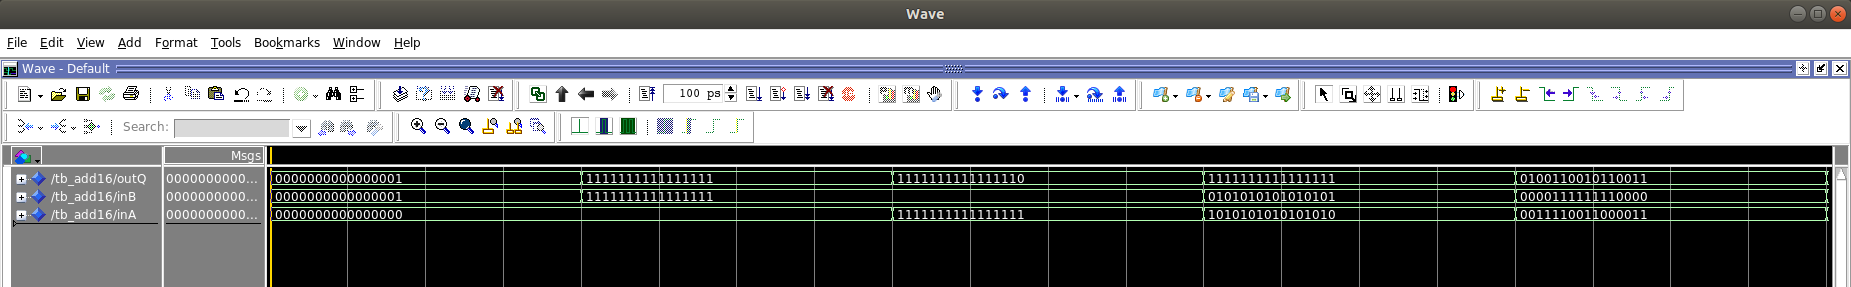 Wave
File Edit View Add Format Tools Bookmarks Window Help
Wave - Default
100 ps
Search:
Msgs
/tb_add16/outQ 0000000000... 0000000000000001 1111111111111111 1111111111111110 1111111111111111 0100110010110011
/tb_add16/inB 0000000000... 0000000000000001 1111111111111111 0101010101010101 0000111111110000
/tb_add16/inA 0000000000... 0000000000000000 1111111111111111 1010101010101010 0011110011000011